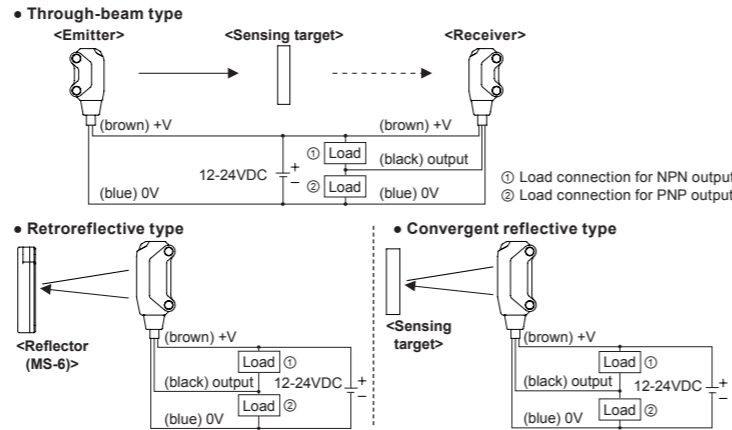 ● Through-beam type
<Emitter> <Sensing target> <Receiver>
(brown) +V (brown) +V
① Load
(black) output
12-24VDC + −
② Load
(blue) 0V (blue) 0V
① Load connection for NPN output
② Load connection for PNP output
● Retroreflective type
<Reflector
(MS-6)>
(brown) +V
Load ①
(black) output 12-24VDC + −
Load ②
(blue) 0V
● Convergent reflective type
<Sensing
target>
(brown) +V
Load ①
(black) output 12-24VDC + −
Load ②
(blue) 0V